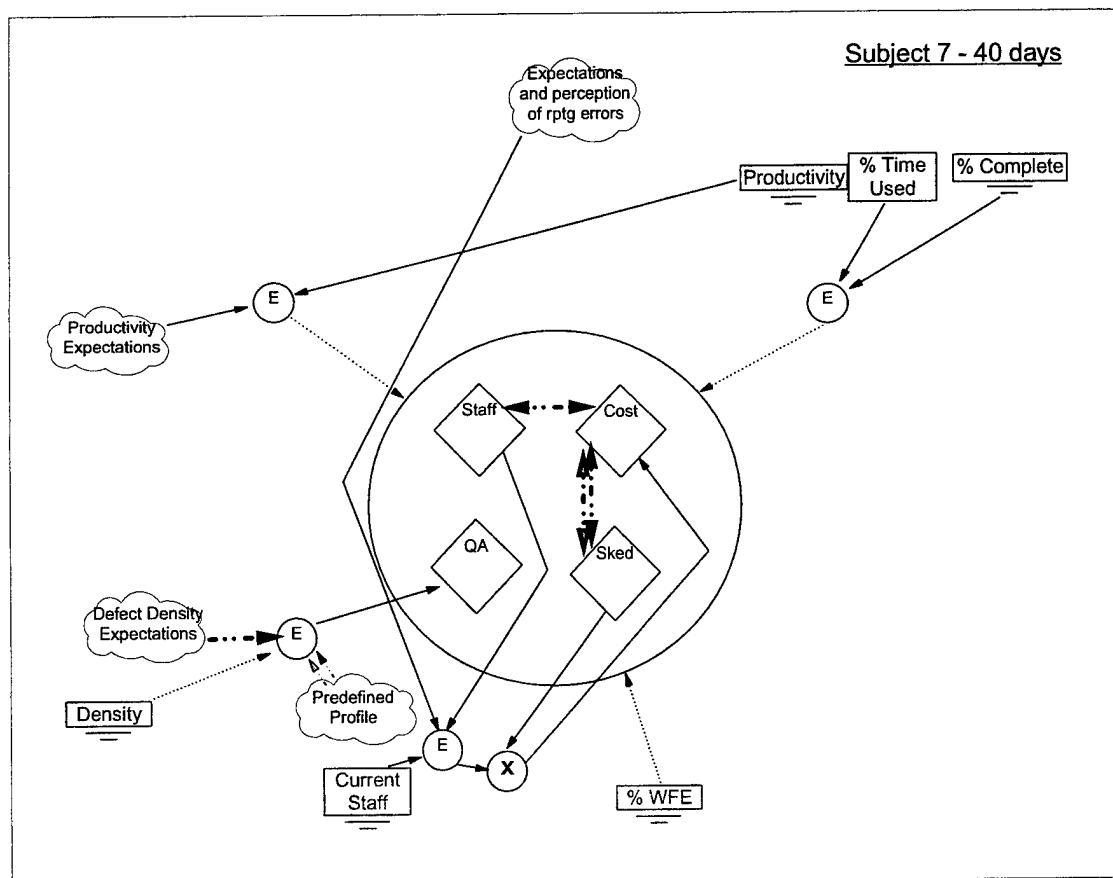 Subject 7 - 40 days
Expectations
and perception
of rptg errors
Productivity
% Time
Used
% Complete
E
E
Productivity
Expectations
Staff
Cost
QA
Sked
Defect Density
Expectations
E
Predefined
Profile
Density
E
X
Current
Staff
% WFE